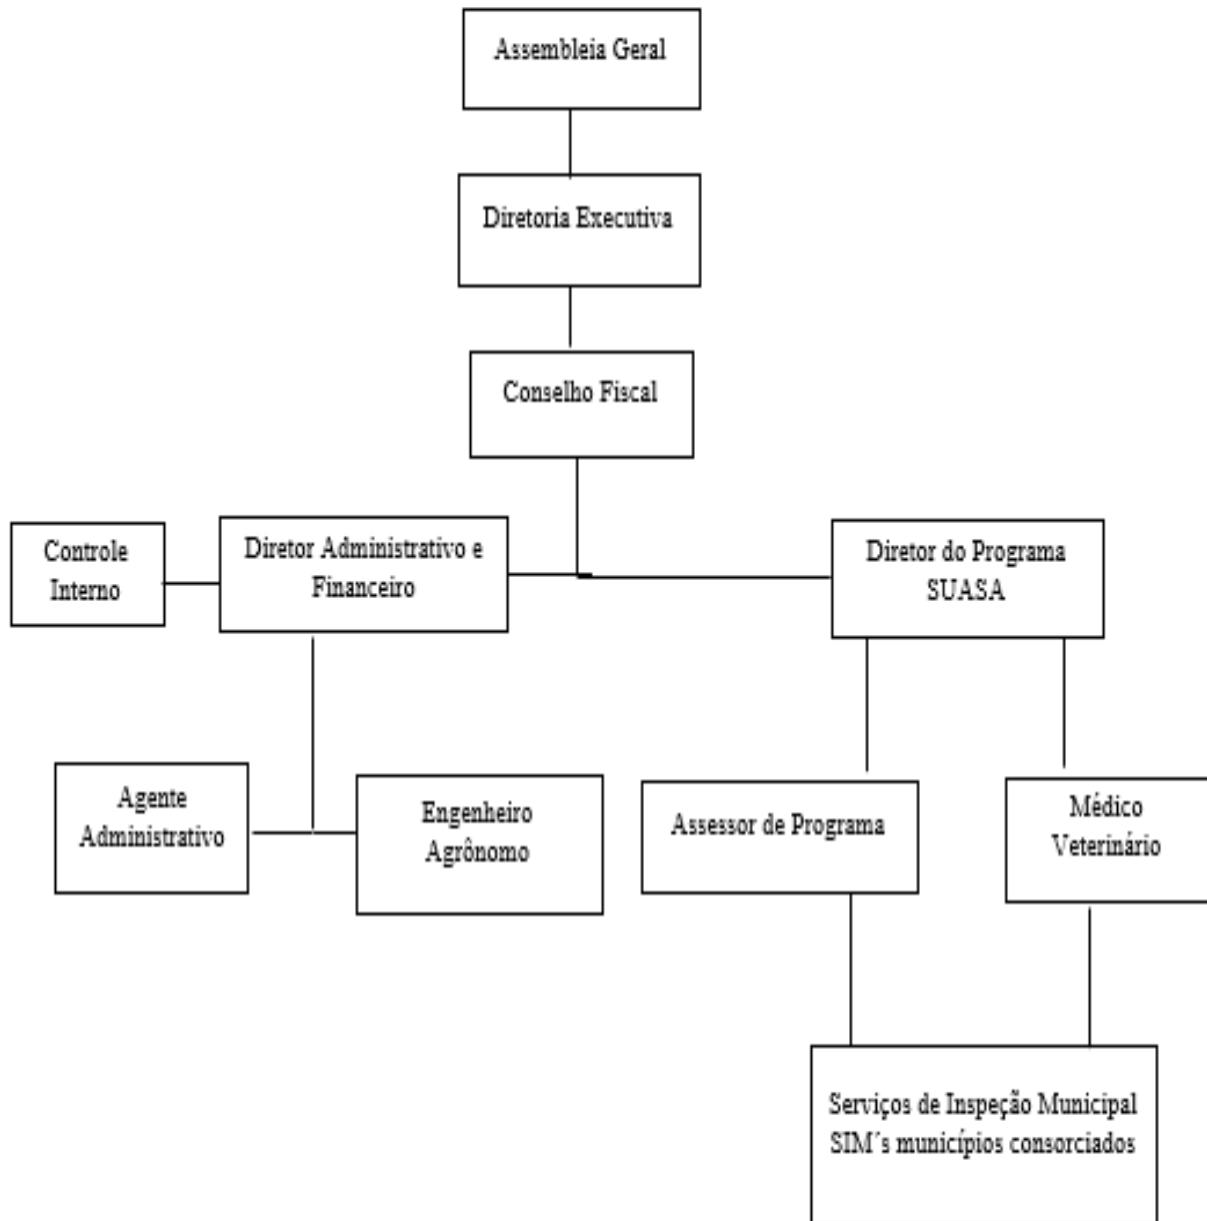 Assembleia Geral
Diretoria Executiva
Conselho Fiscal
Controle
Interno
Diretor Administrativo e
Financeiro
Diretor do Programa
SUASA
Agente
Administrativo
Engenheiro
Agrônomo
Assessor de Programa
Médico
Veterinário
Serviços de Inspeção Municipal
SIM´s municípios consorciados